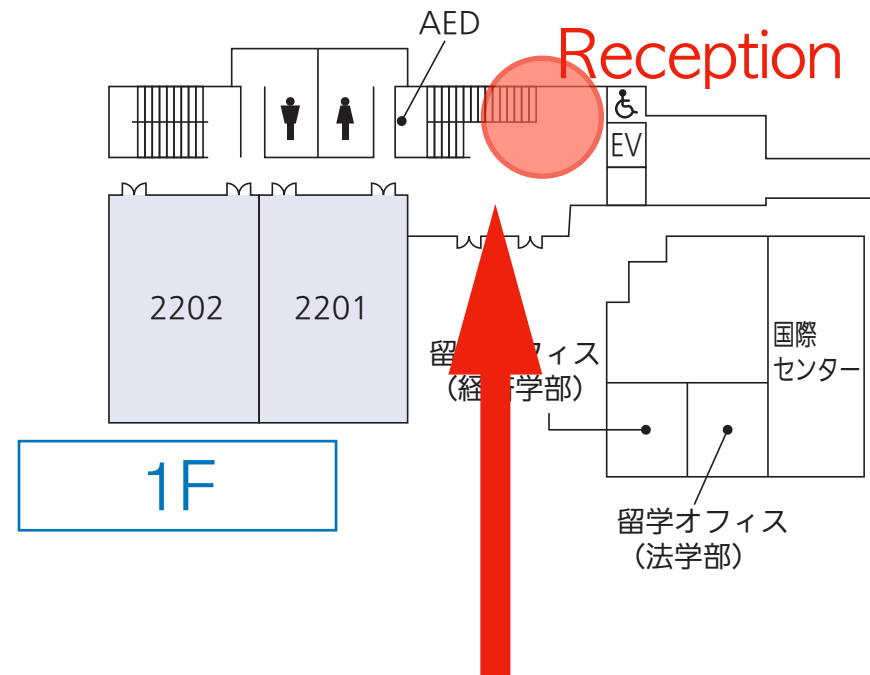 AED
Reception
EV
2202
2201
国際
センター
留 フィス
(経 学部)
1F
留学オフィス
(法学部)